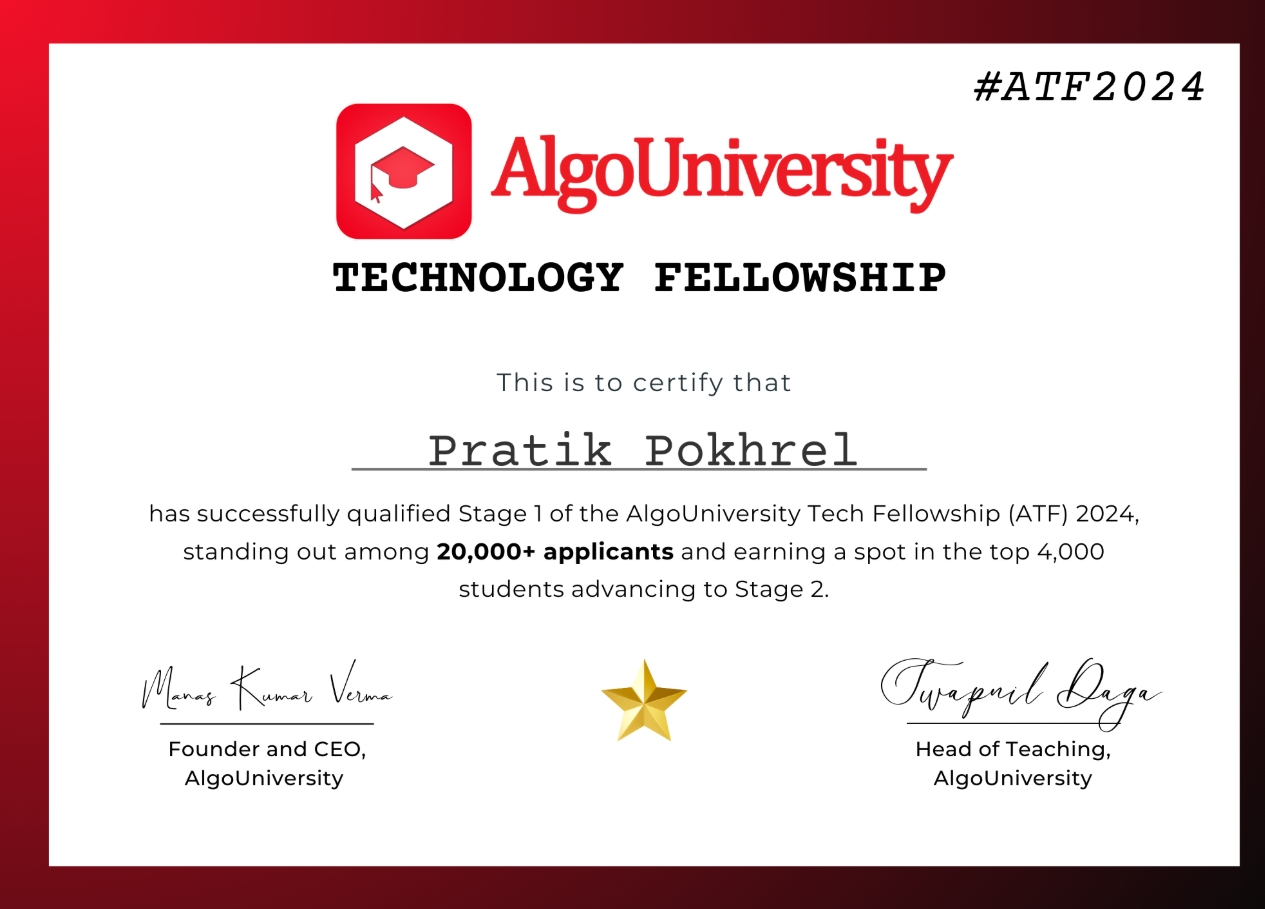 #ATF2024
AlgoUniversity
TECHNOLOGY FELLOWSHIP
This is to certify that
Pratik Pokhrel
has successfully qualified Stage 1 of the AlgoUniversity Tech Fellowship (ATF) 2024,
standing out among 20,000+ applicants and earning a spot in the top 4,000
students advancing to Stage 2.
Manas Kumar Verma
Founder and CEO,
AlgoUniversity
Swapnil Daga
Head of Teaching,
AlgoUniversity